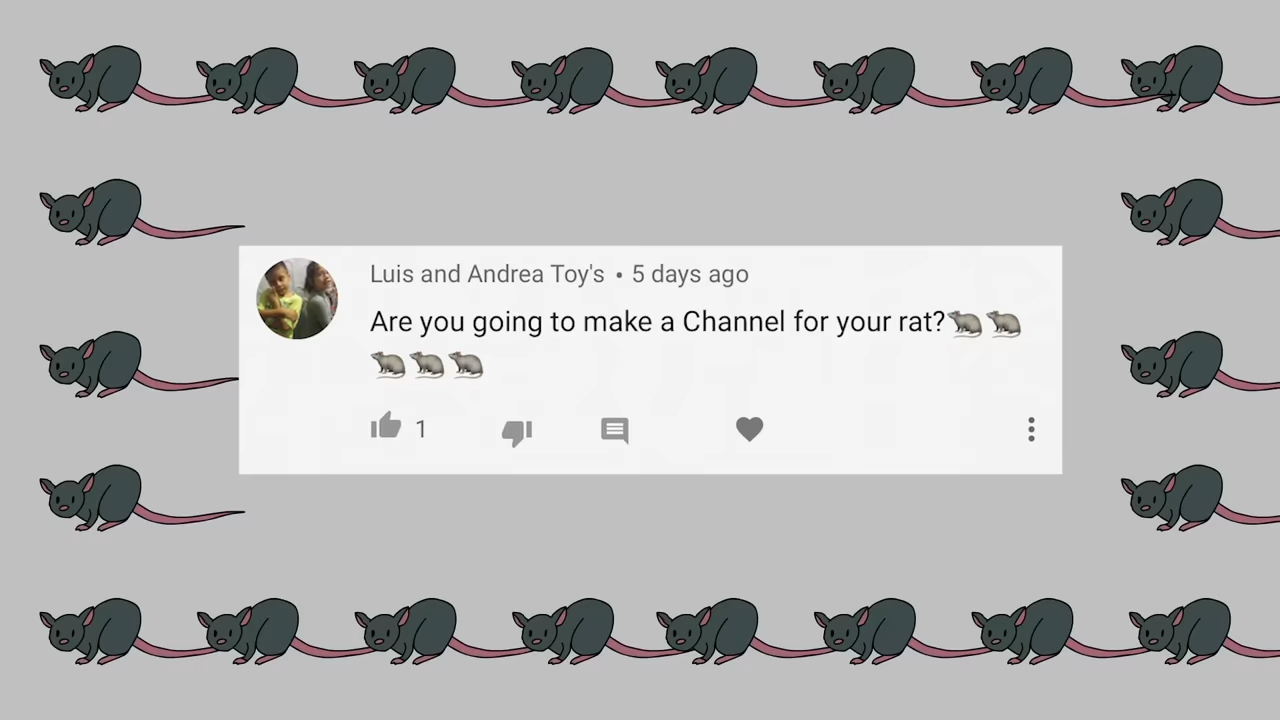 Luis and Andrea Toy's • 5 days ago
Are you going to make a Channel for your rat?🐀🐀
🐀🐀🐀
1